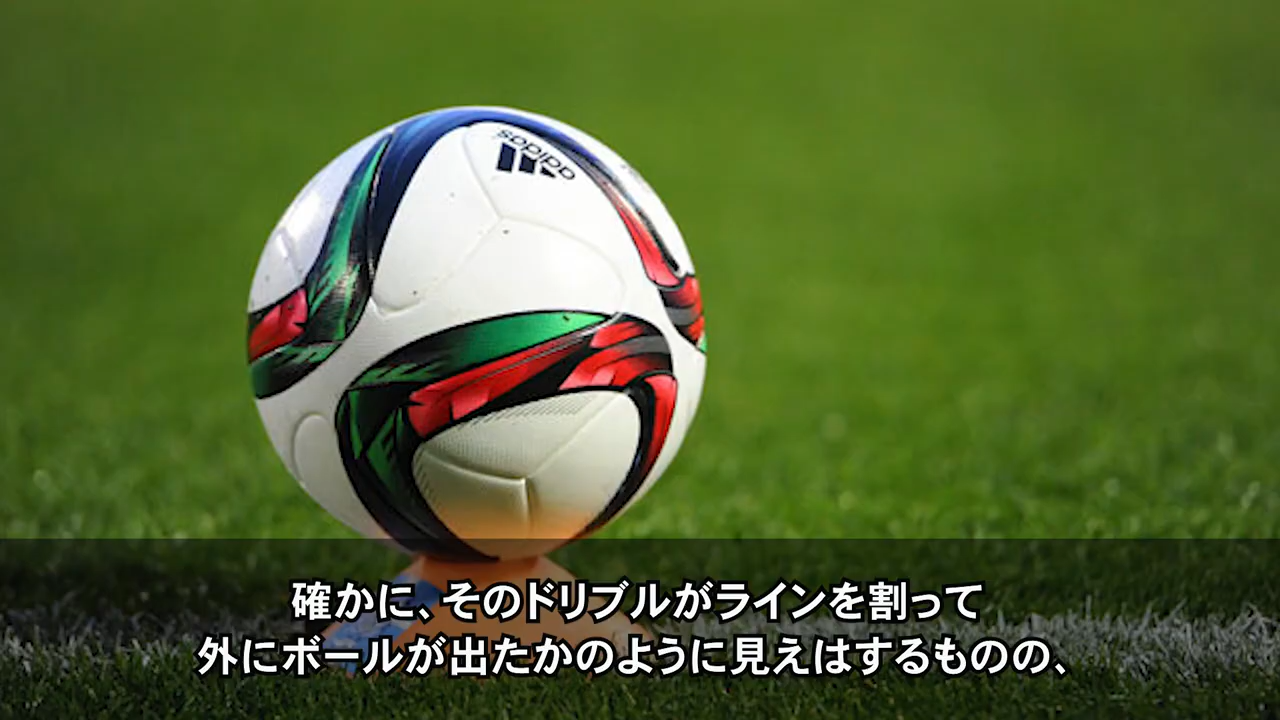 adidas
確かに、そのドリブルがラインを割って
外にボールが出たかのように見えはするものの、